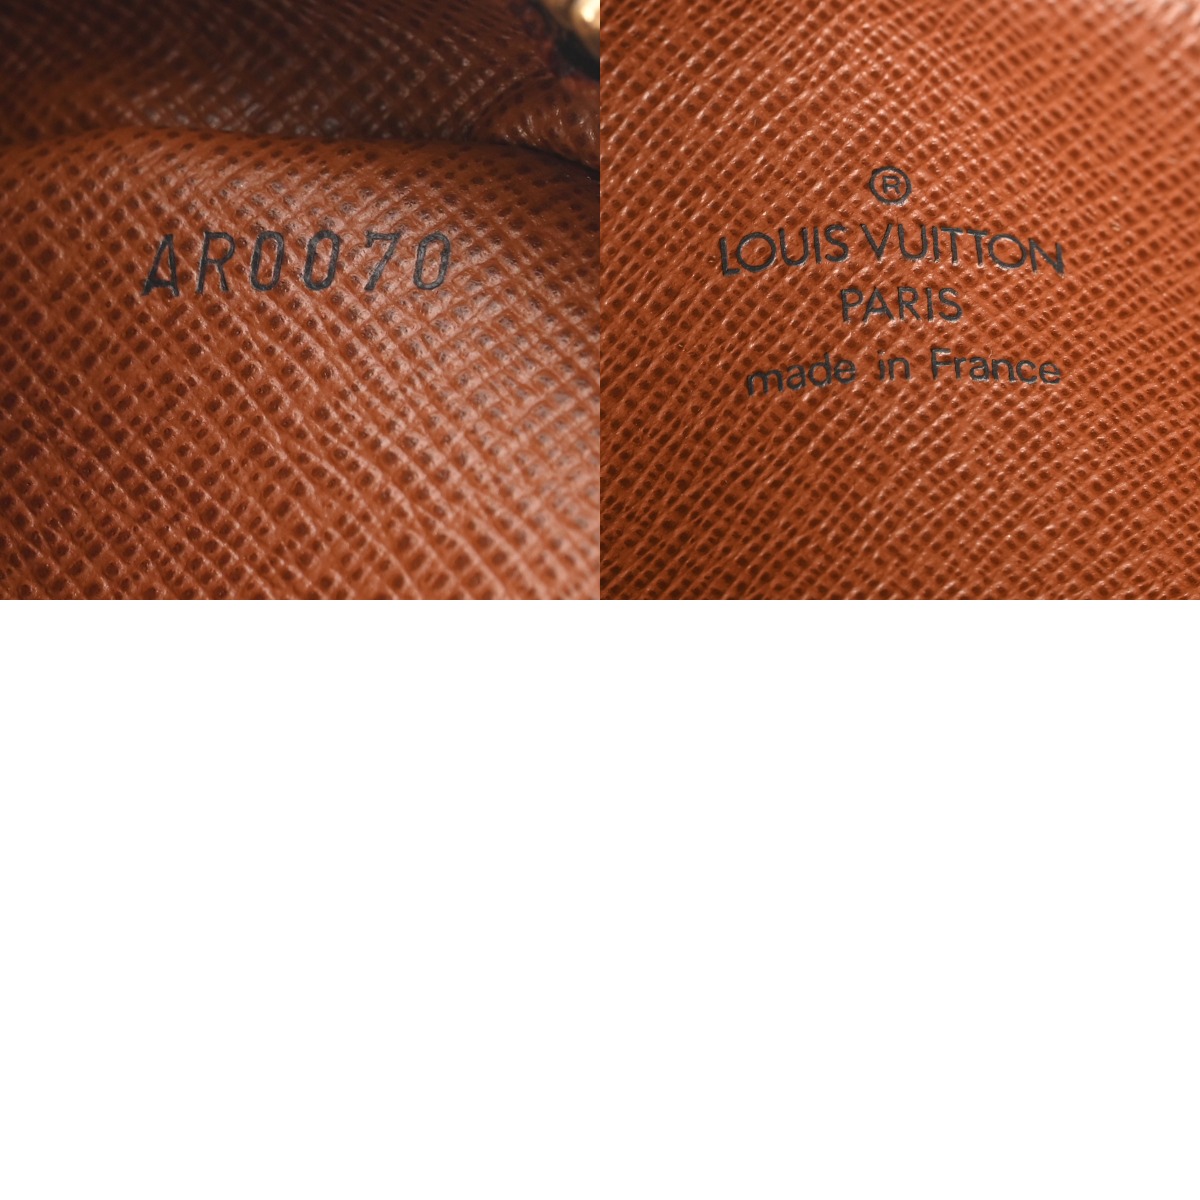 AR0070
®
LOUIS VUITTON
PARIS
made in France